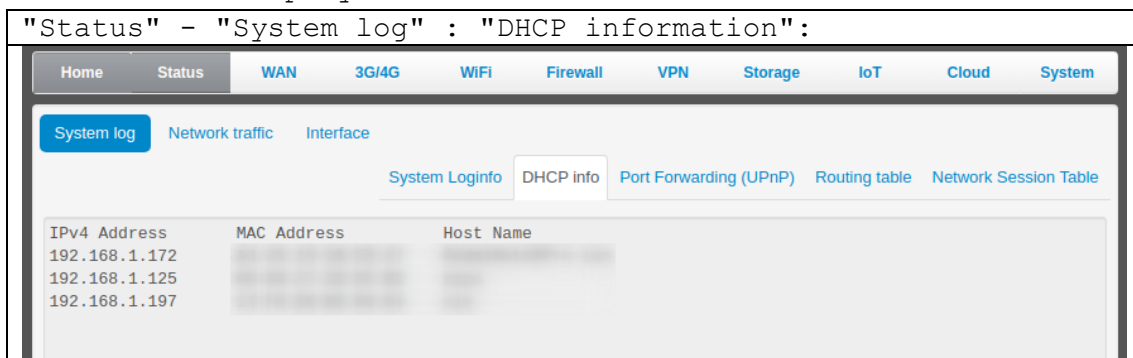 "Status" - "System log" : "DHCP information":
Home Status WAN 3G/4G WiFi Firewall VPN Storage IoT Cloud System
System log Network traffic Interface
System Loginfo DHCP info Port Forwarding (UPnP) Routing table Network Session Table
IPv4 Address MAC Address Host Name
192.168.1.172
192.168.1.125
192.168.1.197